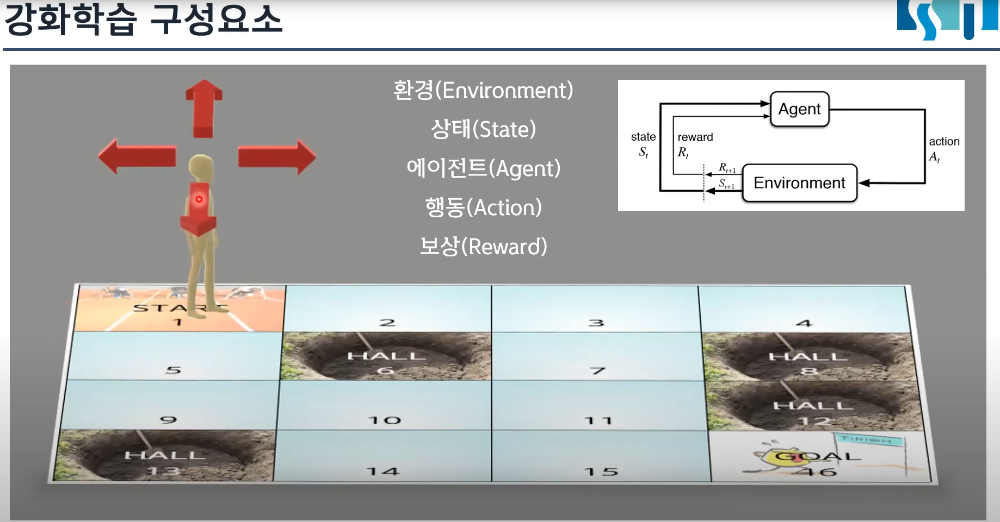 강화학습 구성요소
환경(Environment)
상태(State)
에이전트(Agent)
행동(Action)
보상(Reward)
Agent
state
S_t
reward
R_t
action
A_t
R_{t+1}
S_{t+1}
Environment
START
1
2
3
4
5
HALL
6
7
HALL
8
9
10
11
HALL
12
HALL
13
14
15
FINISH
GOAL
16